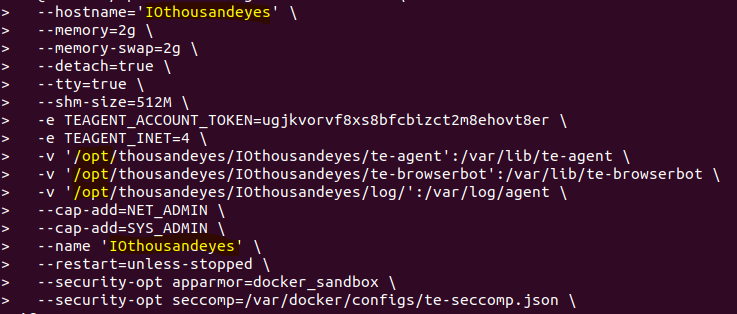 > --hostname='IOthousandeyes' \
> --memory=2g \
> --memory-swap=2g \
> --detach=true \
> --tty=true \
> --shm-size=512M \
> -e TEAGENT_ACCOUNT_TOKEN=ugjkvorvf8xs8bfcbizct2m8ehovt8er \
> -e TEAGENT_INET=4 \
> -v '/opt/thousandeyes/IOthousandeyes/te-agent':/var/lib/te-agent \
> -v '/opt/thousandeyes/IOthousandeyes/te-browserbot':/var/lib/te-browserbot \
> -v '/opt/thousandeyes/IOthousandeyes/log/':/var/log/agent \
> --cap-add=NET_ADMIN \
> --cap-add=SYS_ADMIN \
> --name 'IOthousandeyes' \
> --restart=unless-stopped \
> --security-opt apparmor=docker_sandbox \
> --security-opt seccomp=/var/docker/configs/te-seccomp.json \